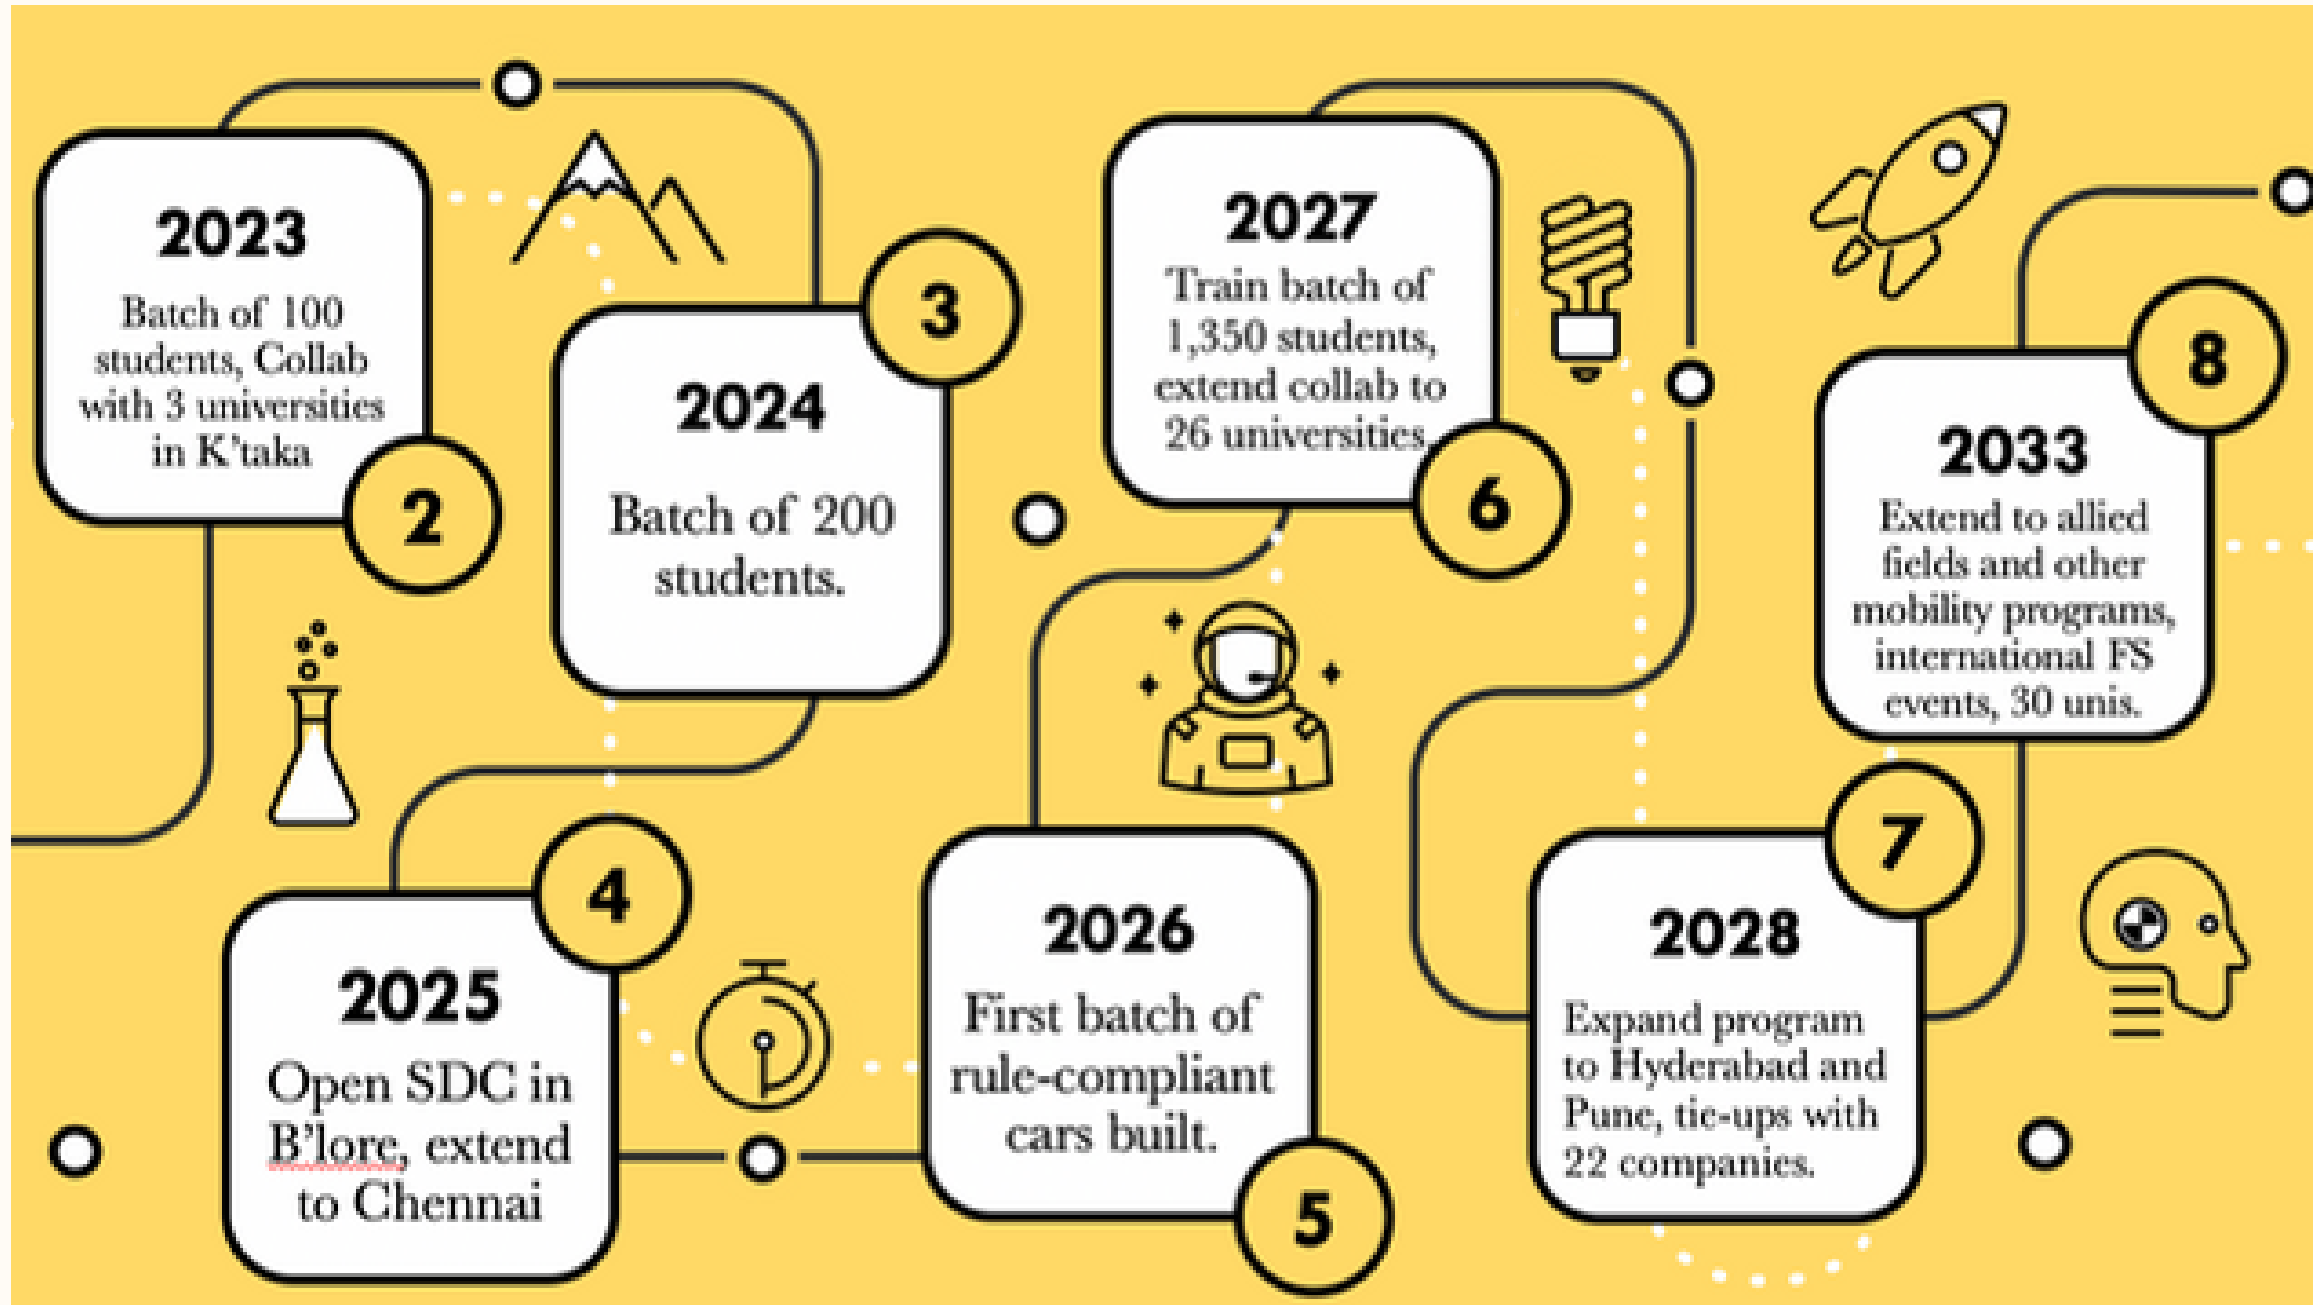 2023
Batch of 100
students, Collab
with 3 universities
in K'taka
2
3
2024
Batch of 200
students.
4
2025
Open SDC in
B'lore, extend
to Chennai
2026
First batch of
rule-compliant
cars built.
5
2027
Train batch of
1,350 students,
extend collab to
26 universities.
6
7
2028
Expand program
to Hyderabad and
Pune, tie-ups with
22 companies.
8
2033
Extend to allied
fields and other
mobility programs,
international FS
events, 30 unis.